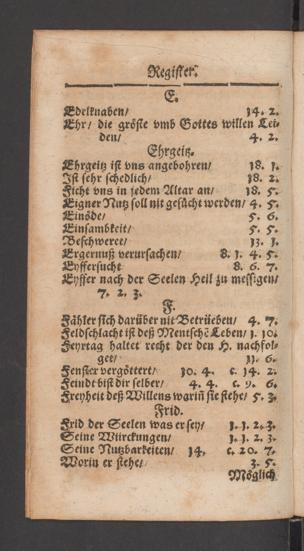 Register.
E.
Edelknaben/ 14. 2.
Ehr/ die gröste vmb Gottes willen Lei-
den/ 4. 2.
Ehrgeitz.
Ehrgeitz ist vns angebohren/ 18. 1.
Ist sehr schedlich/ 18. 2.
Ficht vns in jedem Altar an/ 18. 5.
Eigner Nutz soll nit gesücht werden/ 4. 5.
Einöde/ 5. 6.
Einsambkeit/ 5. 5.
Beschweret/ 13. 1.
Ergernuß verursachen/ 8. 1. 4. 5.
Eyffersucht 8. 6. 7.
Eyffer nach der Seelen Heil zu messigen/
7. 2. 3.
F.
Fähler sich darüber nit Betrüeben/ 4. 7.
Feldschlacht ist deß Mentschē Leben/ 1. 10.
Feyrtag haltet recht der den H. nachfol-
get/ 11. 6.
Fenster vergöttert/ 10. 4. c. 14. 2.
Feindt bist dir selber/ 4. 4. c. 9. 6.
Freyheit deß Willens warin̄ sie stehe/ 5. 3.
Frid.
Frid der Seelen was er sey/ 1. 1. 2. 3.
Seine Würckungen/ 1. 1. 2. 3.
Seine Nutzbarkeiten/ 14. c. 20. 7.
Worin er stehe/ 3. 5.
Möglich